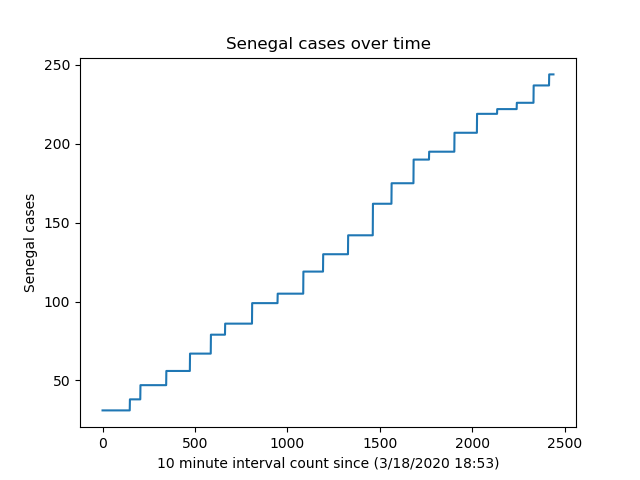 Senegal cases over time
250
200
150
100
50
Senegal cases
0 500 1000 1500 2000 2500
10 minute interval count since (3/18/2020 18:53)